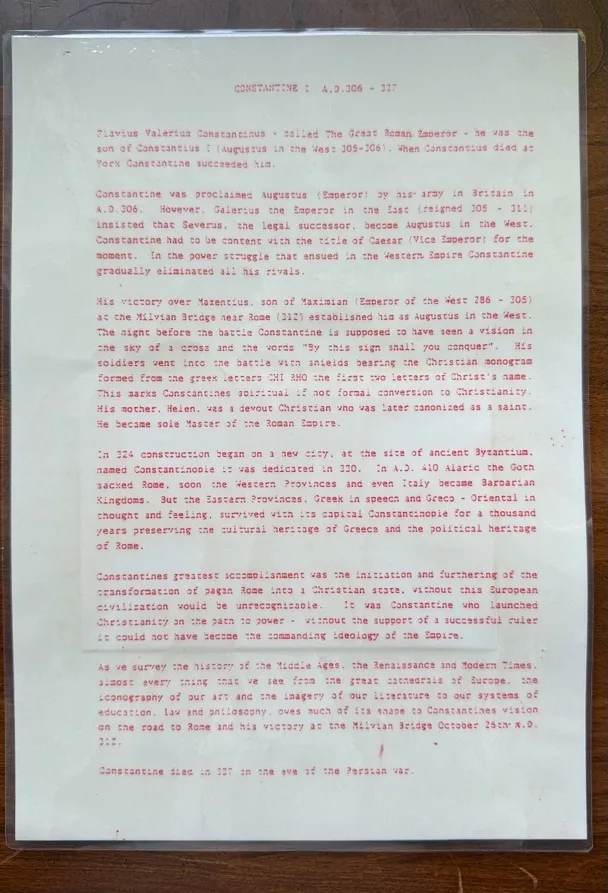 CONSTANTINE I A.D.306 - 337
Flavius Valerius Constantinus - called The Great Roman Emperor - he was the
son of Constantius I (Augustus in the West 305-306). When Constantius died at
York Constantine succeeded him.
Constantine was proclaimed Augustus (Emperor) by his army in Britain in
A.D.306. However, Galerius the Emperor in the East (reigned 305 - 311)
insisted that Severus, the legal successor, become Augustus in the West.
Constantine had to be content with the title of Caesar (Vice Emperor) for the
moment. In the power struggle that ensued in the Western Empire Constantine
gradually eliminated all his rivals.
His victory over Maxentius, son of Maximian (Emperor of the West 286 - 305)
at the Milvian Bridge near Rome (312) established him as Augustus in the West.
The night before the battle Constantine is supposed to have seen a vision in
the sky of a cross and the words "By this sign shall you conquer". His
soldiers went into the battle with shields bearing the Christian monogram
formed from the greek letters CHI RHO the first two letters of Christ's name.
This marks Constantines spiritual if not formal conversion to Christianity.
His mother, Helen, was a devout Christian who was later canonized as a saint.
He became sole Master of the Roman Empire.
In 324 construction began on a new city, at the site of ancient Byzantium,
named Constantinople it was dedicated in 330. In A.D. 410 Alaric the Goth
sacked Rome, soon the Western Provinces and even Italy became Barbarian
Kingdoms. But the Eastern Provinces, Greek in speech and Greco - Oriental in
thought and feeling, survived with its capital Constantinople for a thousand
years preserving the cultural heritage of Greece and the political heritage
of Rome.
Constantines greatest accomplishment was the initiation and furthering of the
transformation of pagan Rome into a Christian state, without this European
civilization would be unrecognizable. It was Constantine who launched
Christianity on the path to power - without the support of a successful ruler
it could not have become the commanding ideology of the Empire.
As we survey the history of the Middle Ages, the Renaissance and Modern Times,
almost every thing that we see from the great cathedrals of Europe, the
iconography of our art and the imagery of our literature to our systems of
education, law and philosophy, owes much of its shape to Constantines vision
on the road to Rome and his victory at the Milvian Bridge October 26th A.D.
312.
Constantine died in 337 on the eve of the Persian war.